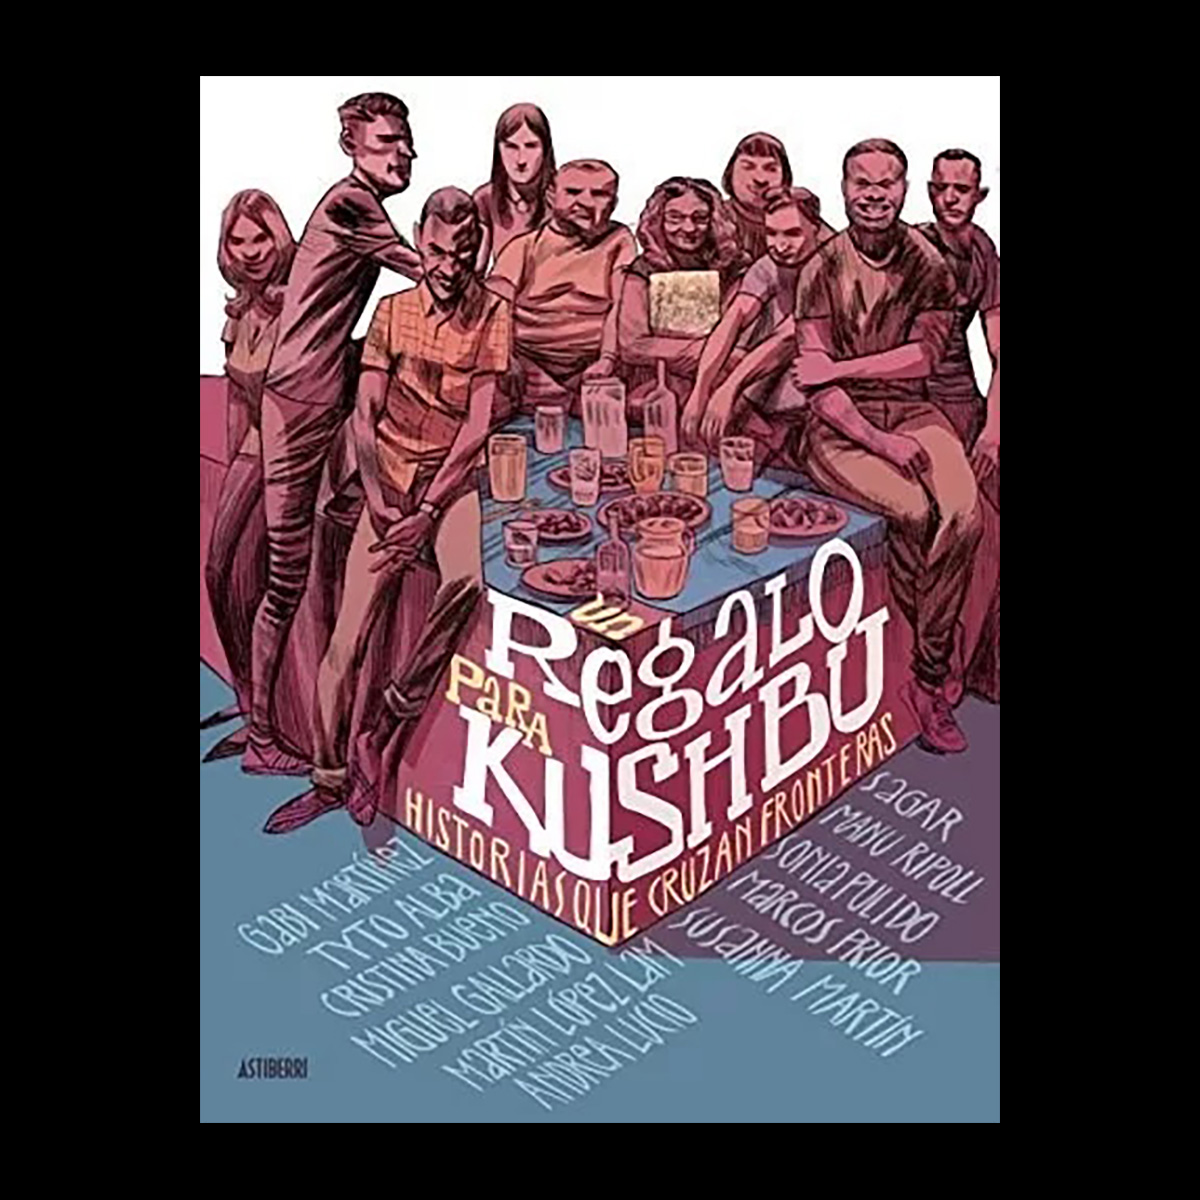 un
Regalo
PARA
KUSHBU
HISTORIAS QUE CRUZAN FRONTERAS
GABI MARTÍNEZ
TYTO ALBA
CRISTINA BUENO
MIGUEL GALLARDO
MARTÍN LÓPEZ LAM
ANDREA LUCIO
SAGAR
MANU RIPOLL
SONIA PULIDO
MARCOS PRIOR
SUSANNA MARTÍN
ASTIBERRI